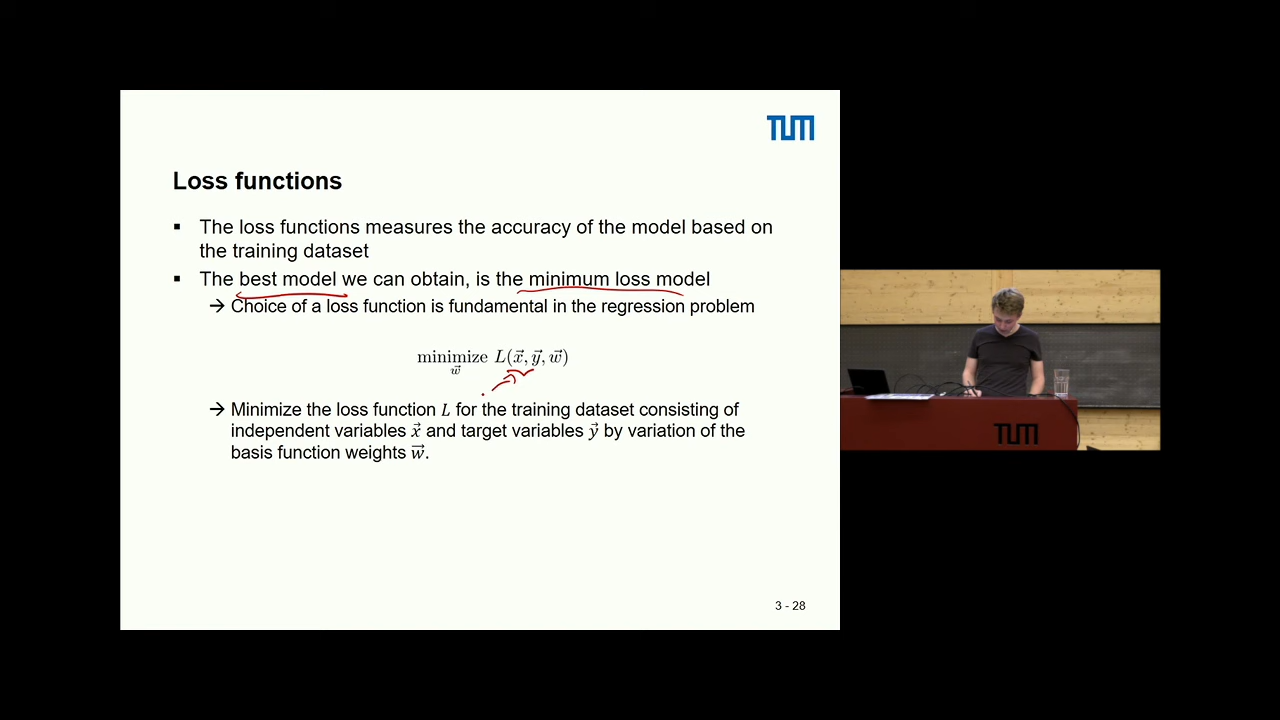 TUM
Loss functions
▪ The loss functions measures the accuracy of the model based on
the training dataset
▪ The best model we can obtain, is the minimum loss model
→ Choice of a loss function is fundamental in the regression problem
minimize L(x⃗, y⃗, w⃗)
w⃗
→ Minimize the loss function L for the training dataset consisting of
independent variables x⃗ and target variables y⃗ by variation of the
basis function weights w⃗.
3 - 28
TUM